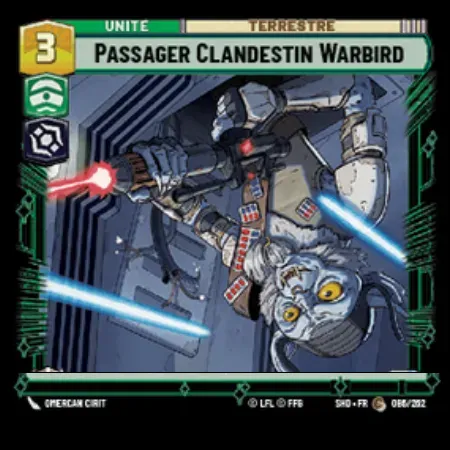 UNITÉ TERRESTRE
3 PASSAGER CLANDESTIN WARBIRD
OMERCAN CIRIT © LFL © FFG SHD • FR 086/262